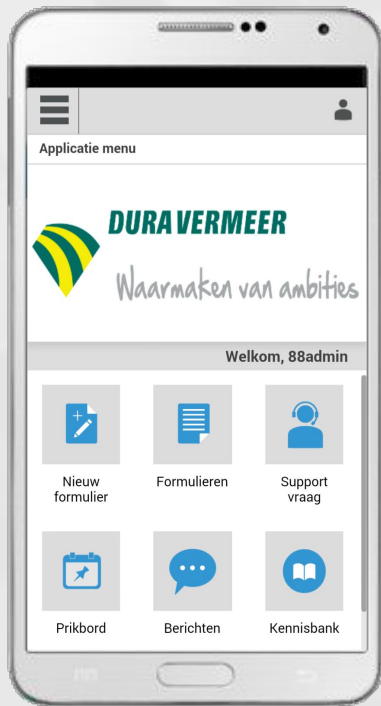 Applicatie menu
DURA VERMEER
Waarmaken van ambities
Welkom, 88admin
Nieuw
formulier
Formulieren
Support
vraag
Prikbord
Berichten
Kennisbank